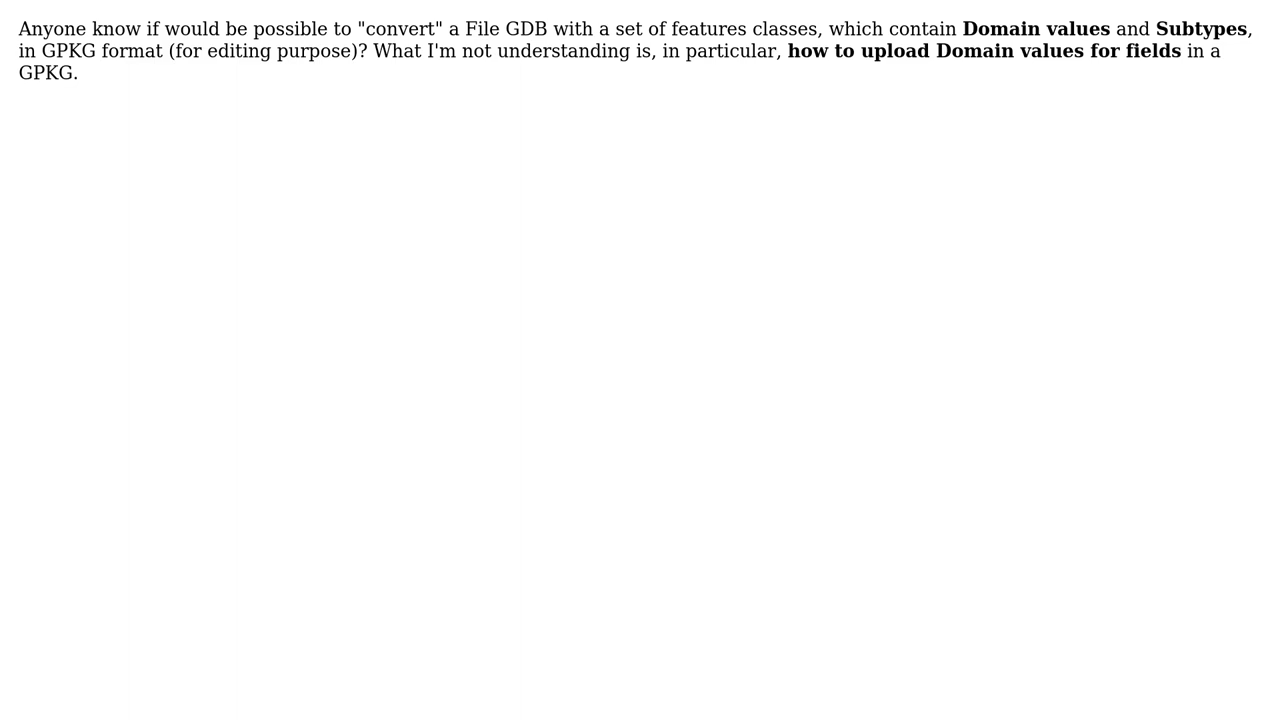 Anyone know if would be possible to "convert" a File GDB with a set of features classes, which contain Domain values and Subtypes,
in GPKG format (for editing purpose)? What I'm not understanding is, in particular, how to upload Domain values for fields in a
GPKG.